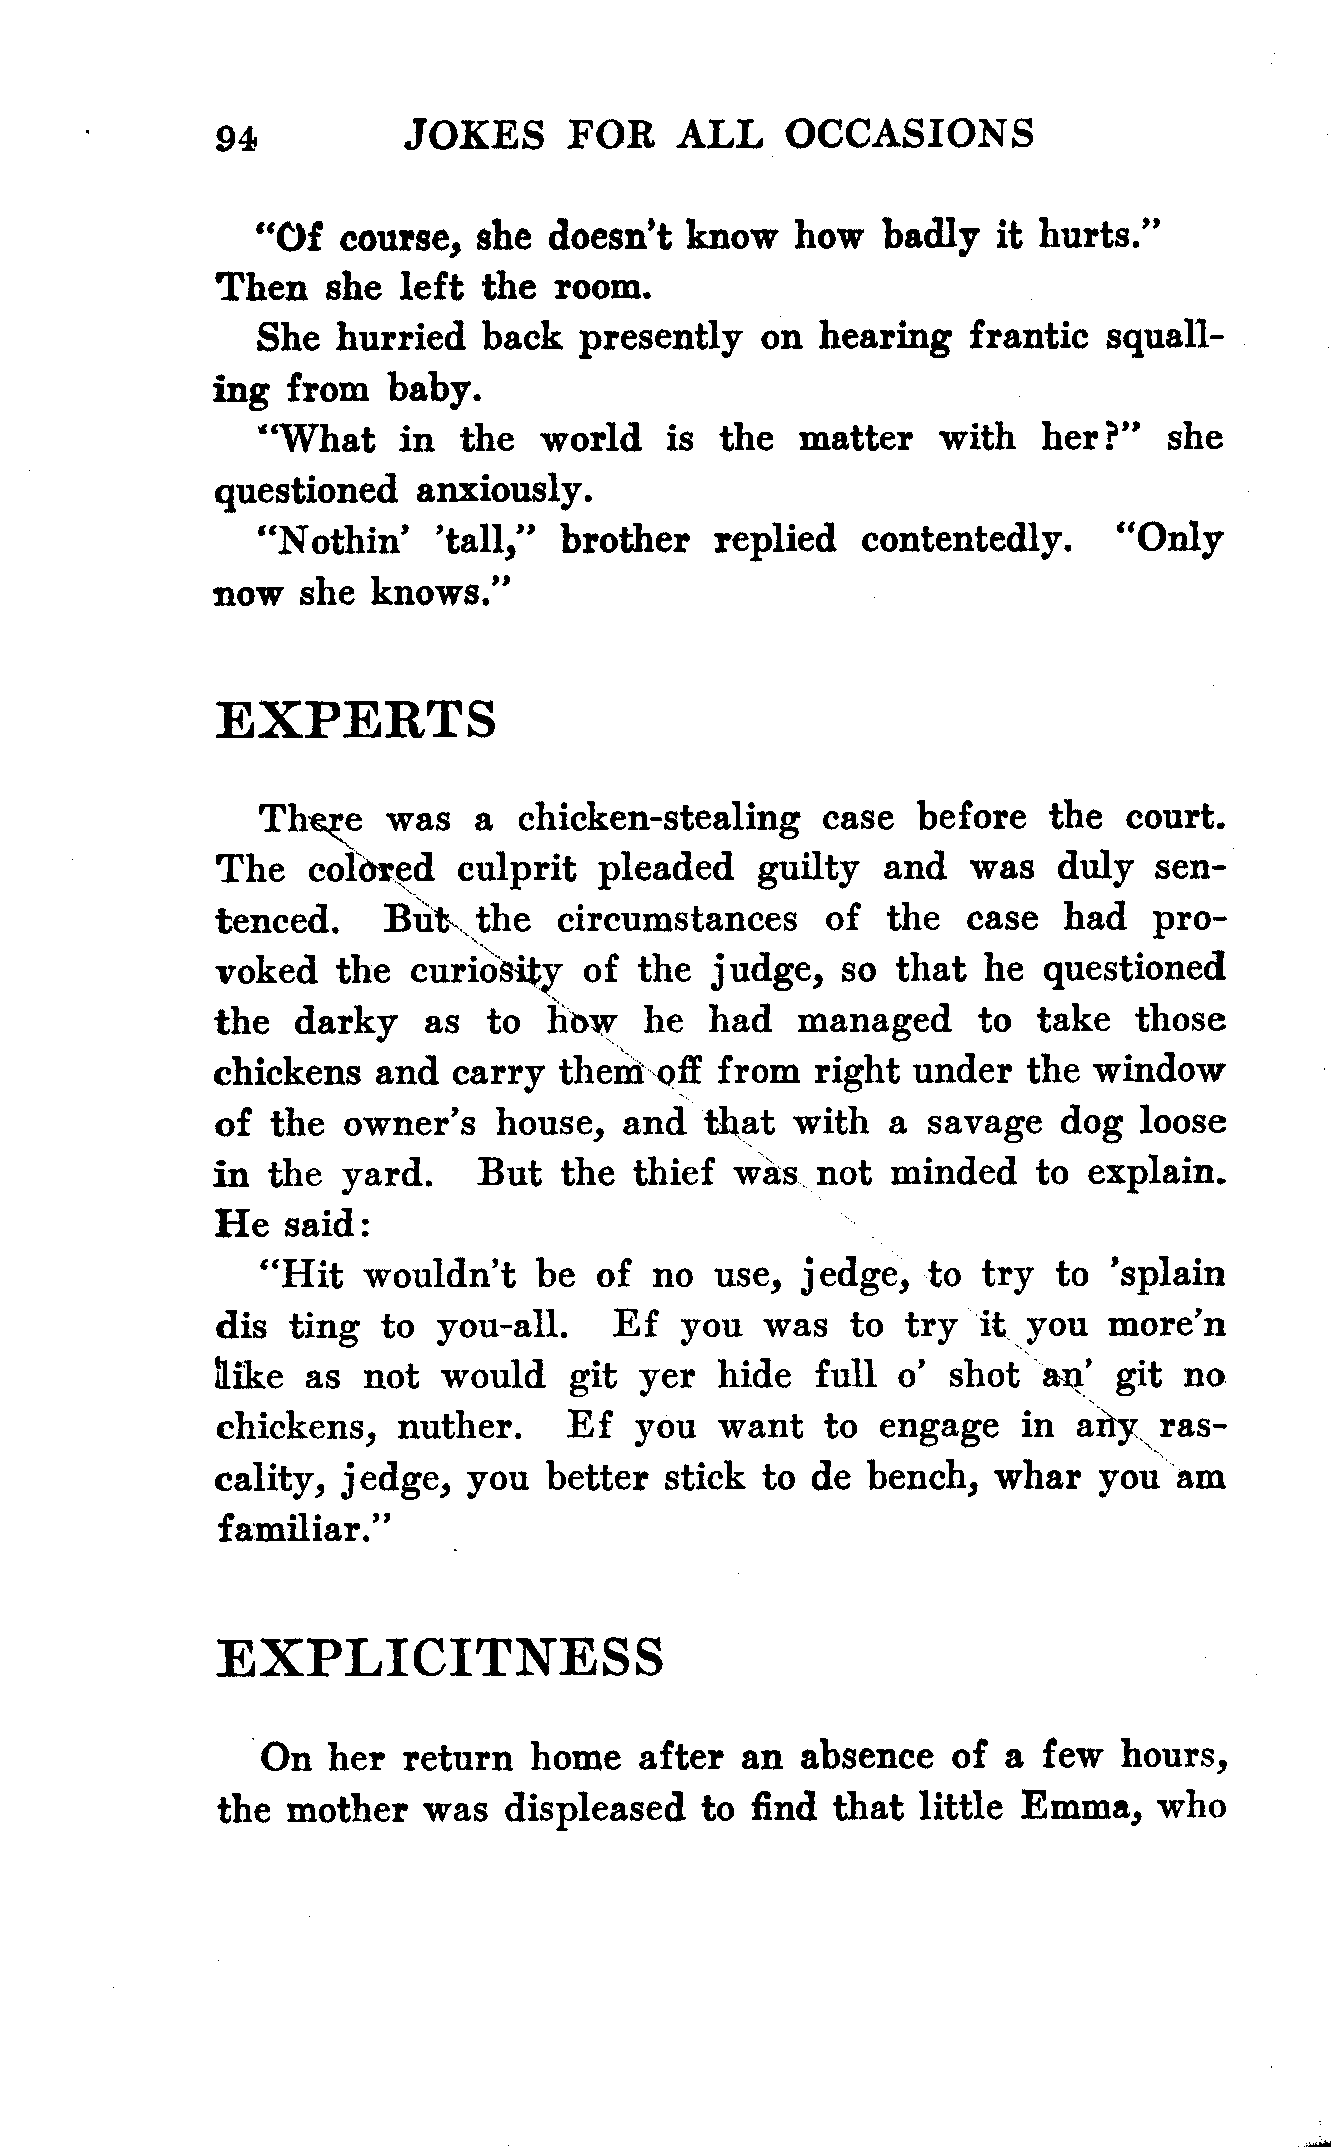 94 JOKES FOR ALL OCCASIONS
“Of course, she doesn’t know how badly it hurts.”
Then she left the room.
She hurried back presently on hearing frantic squall-
ing from baby.
“What in the world is the matter with her?” she
questioned anxiously.
“Nothin’ ’tall,” brother replied contentedly. “Only
now she knows.”
EXPERTS
There was a chicken-stealing case before the court.
The colored culprit pleaded guilty and was duly sen-
tenced. But the circumstances of the case had pro-
voked the curiosity of the judge, so that he questioned
the darky as to how he had managed to take those
chickens and carry them off from right under the window
of the owner’s house, and that with a savage dog loose
in the yard. But the thief was not minded to explain.
He said:
“Hit wouldn’t be of no use, jedge, to try to ’splain
dis ting to you-all. Ef you was to try it you more’n
like as not would git yer hide full o’ shot an’ git no
chickens, nuther. Ef you want to engage in any ras-
cality, jedge, you better stick to de bench, whar you am
familiar.”
EXPLICITNESS
On her return home after an absence of a few hours,
the mother was displeased to find that little Emma, who